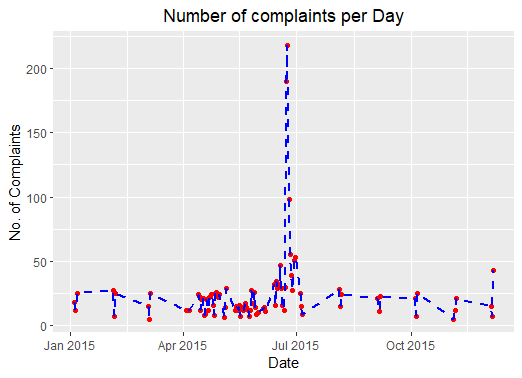 Number of complaints per Day
No. of Complaints
200
150
100
50
0
Jan 2015
Apr 2015
Jul 2015
Oct 2015
Date